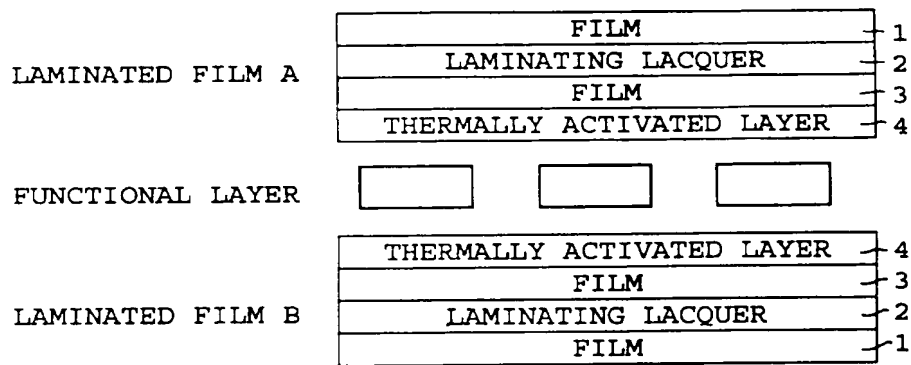 FILM 1
LAMINATING LACQUER 2
LAMINATED FILM A
FILM 3
THERMALLY ACTIVATED LAYER 4
FUNCTIONAL LAYER
THERMALLY ACTIVATED LAYER 4
FILM 3
LAMINATED FILM B
LAMINATING LACQUER 2
FILM 1